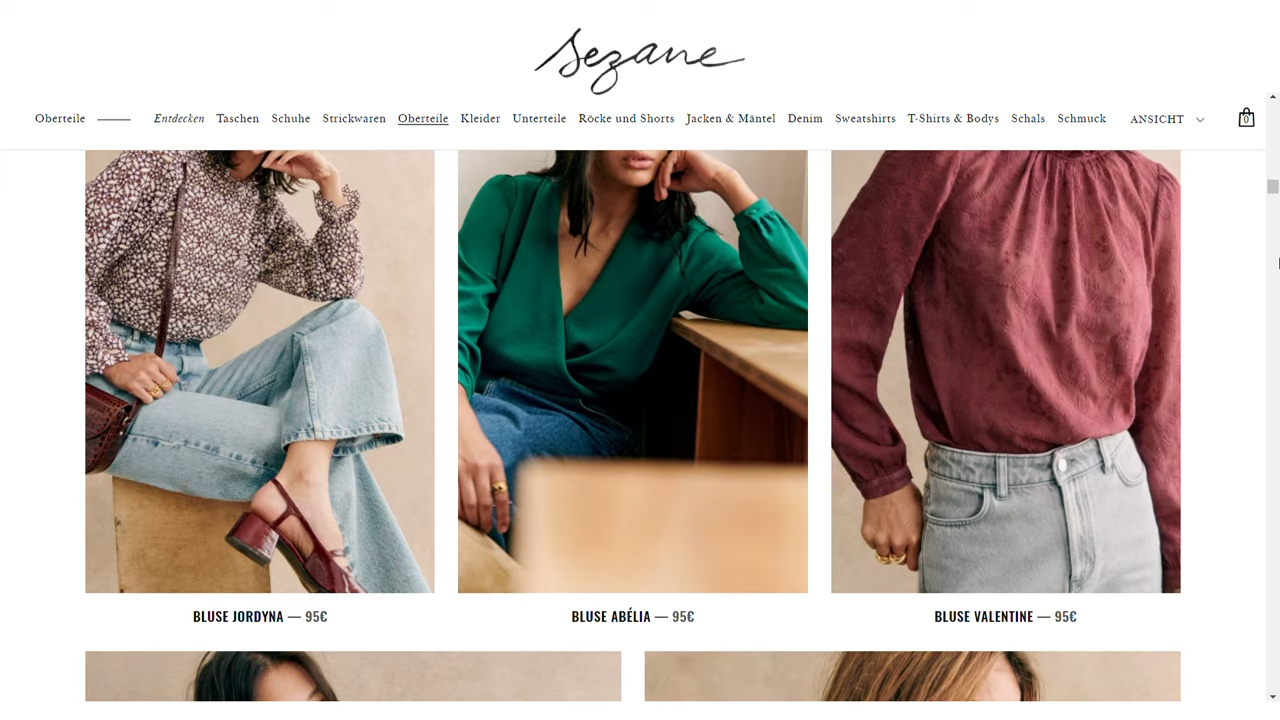 Sezane
Oberteile Entdecken Taschen Schuhe Strickwaren Oberteile Kleider Unterteile Röcke und Shorts Jacken & Mäntel Denim Sweatshirts T-Shirts & Bodys Schals Schmuck ANSICHT 0
BLUSE JORDYNA — 95€ BLUSE ABÉLIA — 95€ BLUSE VALENTINE — 95€